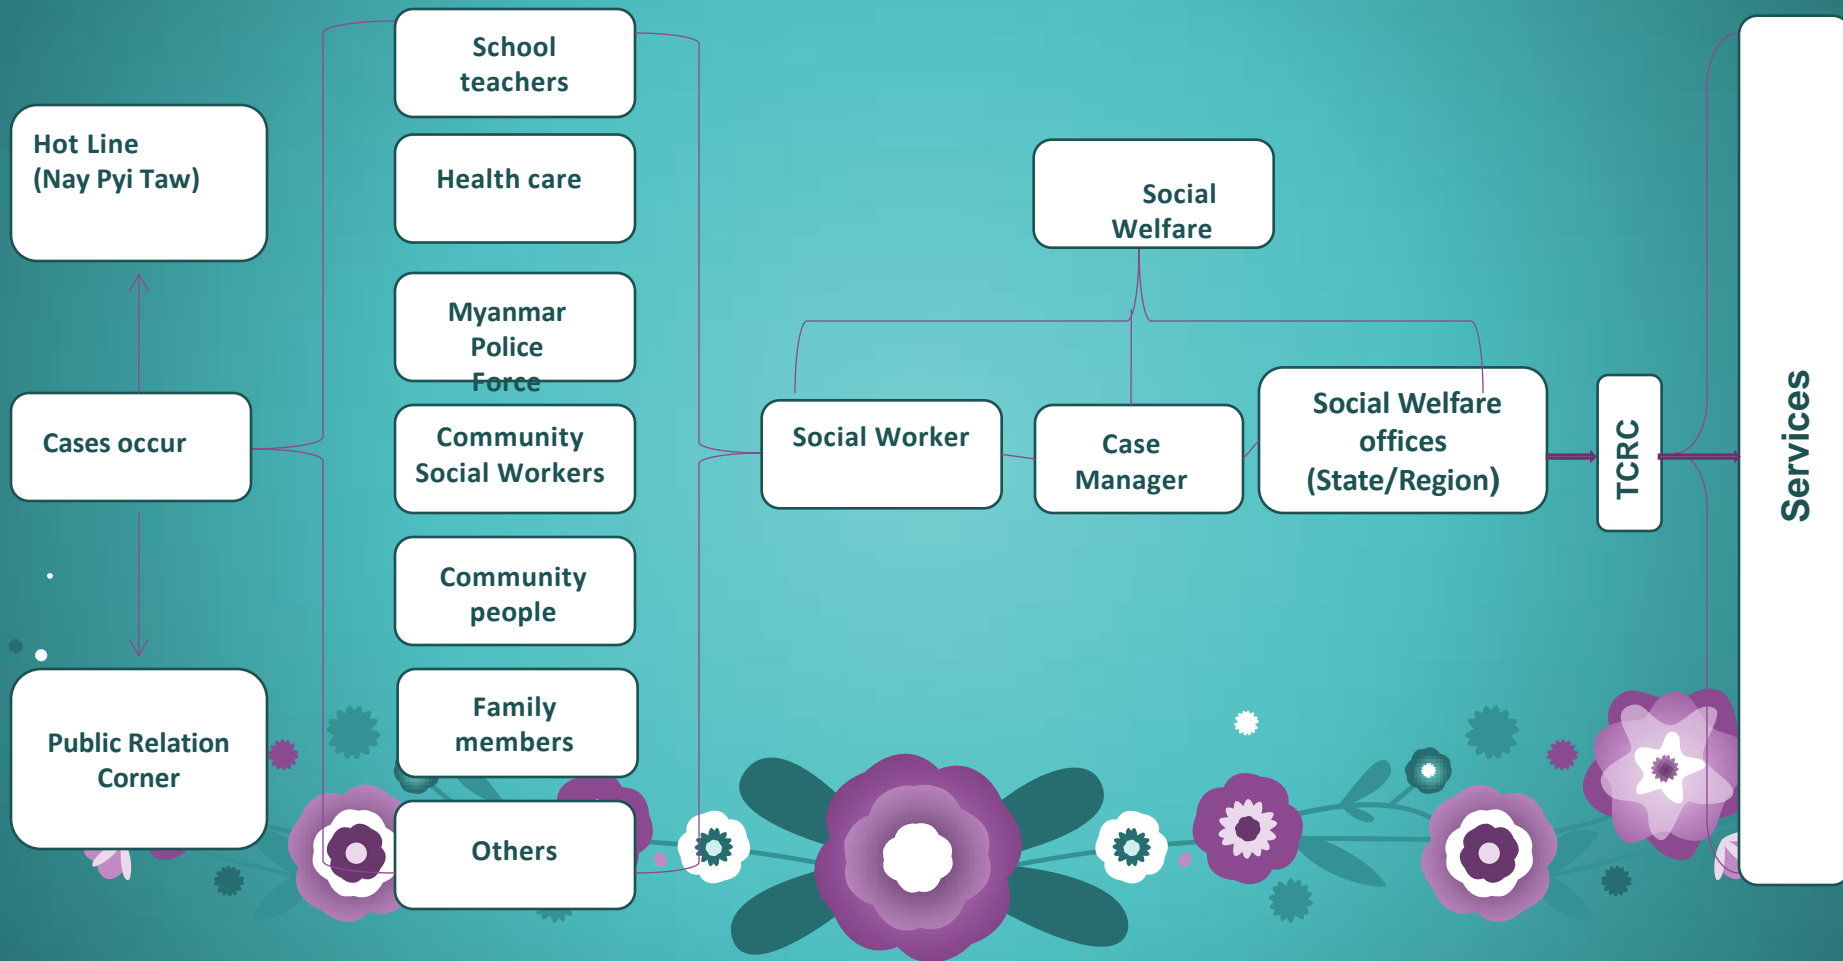 School
teachers
Hot Line
(Nay Pyi Taw)
Health care
Social
Welfare
Myanmar
Police
Force
Cases occur
Community
Social Workers
Social Worker
Case
Manager
Social Welfare
offices
(State/Region)
TCRC
Services
Community
people
Public Relation
Corner
Family
members
Others